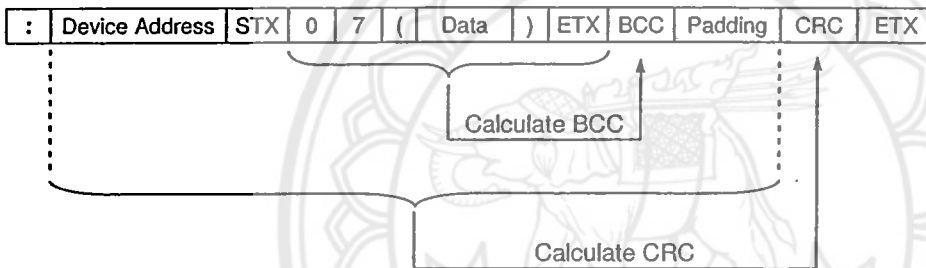 : Device Address STX 0 7 ( Data ) ETX BCC Padding CRC ETX
Calculate BCC
Calculate CRC